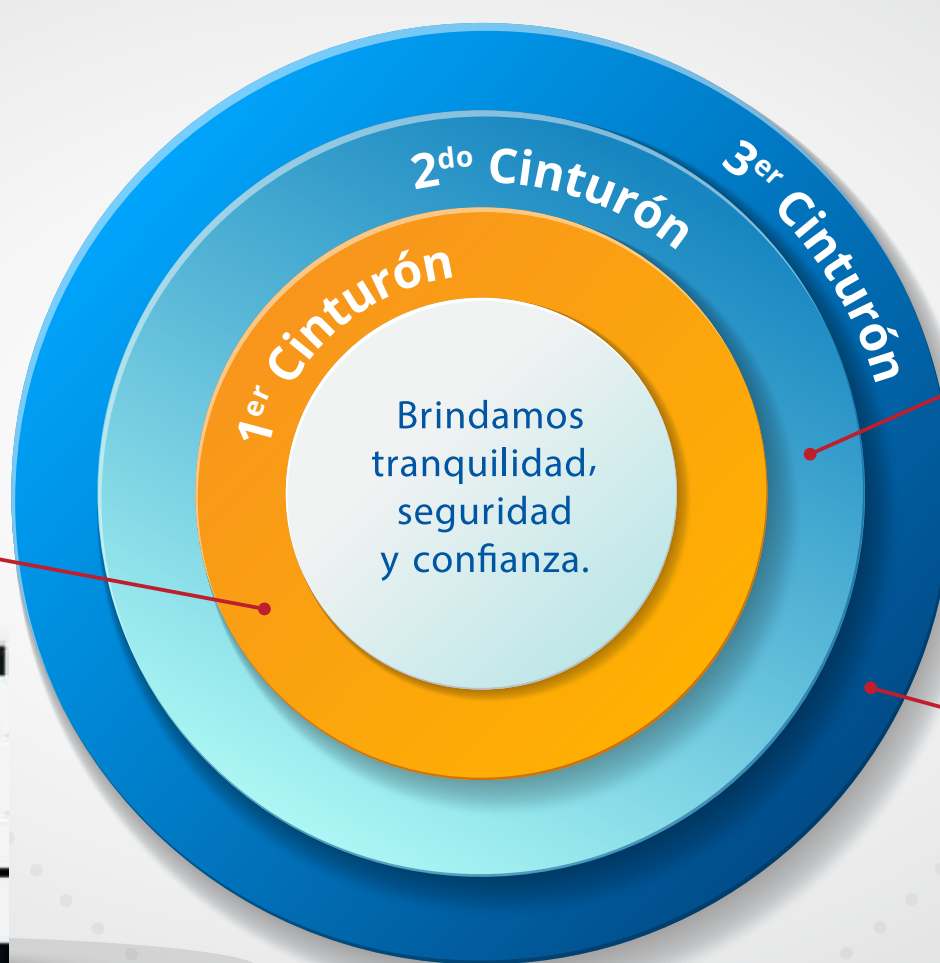 3er Cinturón
2do Cinturón
1er Cinturón
Brindamos
tranquilidad,
seguridad
y confianza.